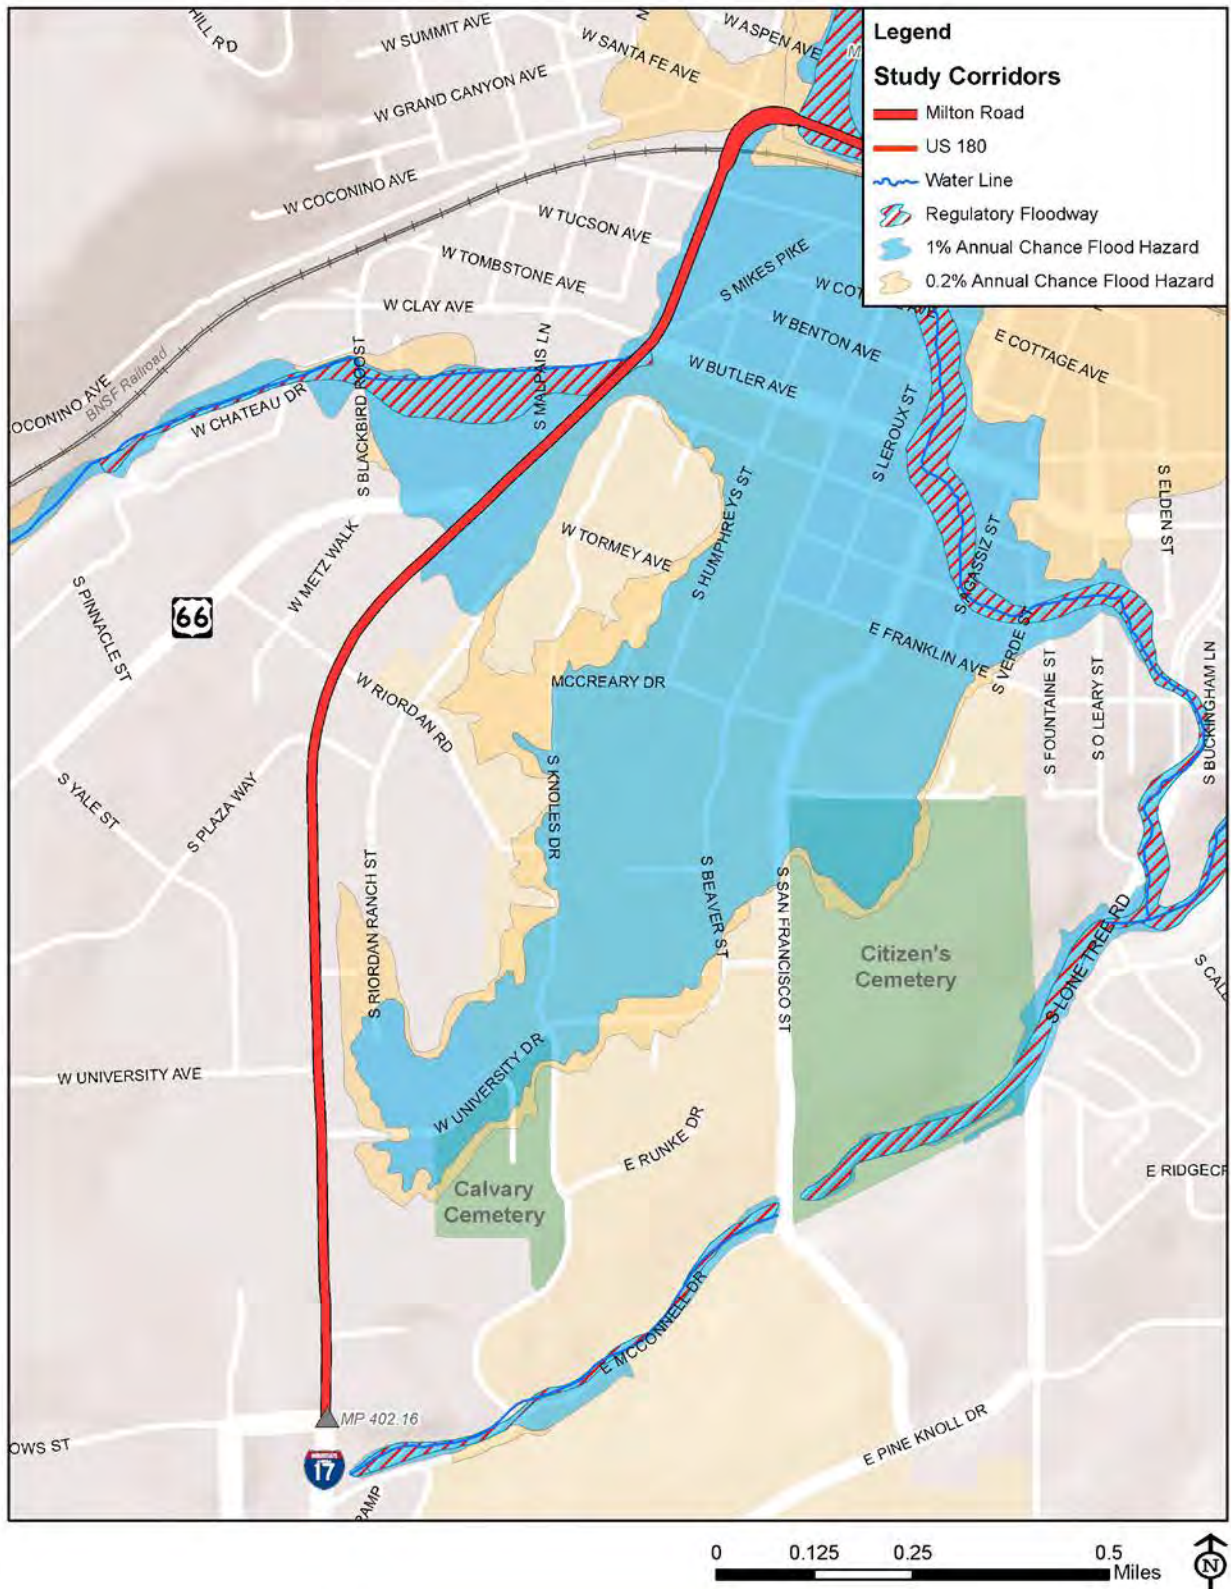 HILL RD
W SUMMIT AVE
N
W ASPEN AVE
W SANTA FE AVE
W GRAND CANYON AVE
W COCONINO AVE
Legend
Study Corridors
Milton Road
US 180
Water Line
Regulatory Floodway
1% Annual Chance Flood Hazard
0.2% Annual Chance Flood Hazard
M
W TUCSON AVE
W TOMBSTONE AVE
W CLAY AVE
S MIKES PIKE
W COT
AVE
W BENTON AVE
W BUTLER AVE
E COTTAGE AVE
OCONINO AVE
BNSF Railroad
W CHATEAU DR
S BLACKBIRD ROOST
S MALPAIS LN
S LEROUX ST
S ELDEN ST
S HUMPHREYS ST
W TORMEY AVE
S AGASSIZ ST
W METZ WALK
66
S PINNACLE ST
E FRANKLIN AVE
S VERDE ST
MCCREARY DR
W RIORDAN RD
S FOUNTAINE ST
S O LEARY ST
S BUCKINGHAM LN
S YALE ST
S PLAZA WAY
S KNOLES DR
S RIORDAN RANCH ST
S BEAVER ST
S SAN FRANCISCO ST
Citizen's
Cemetery
S LONE TREE RD
S CAL
W UNIVERSITY AVE
W UNIVERSITY DR
E RUNKE DR
E RIDGECR
Calvary
Cemetery
E MCCONNELL DR
MP 402.16
OWS ST
INTERSTATE
17
RAMP
E PINE KNOLL DR
0 0.125 0.25 0.5
Miles
N